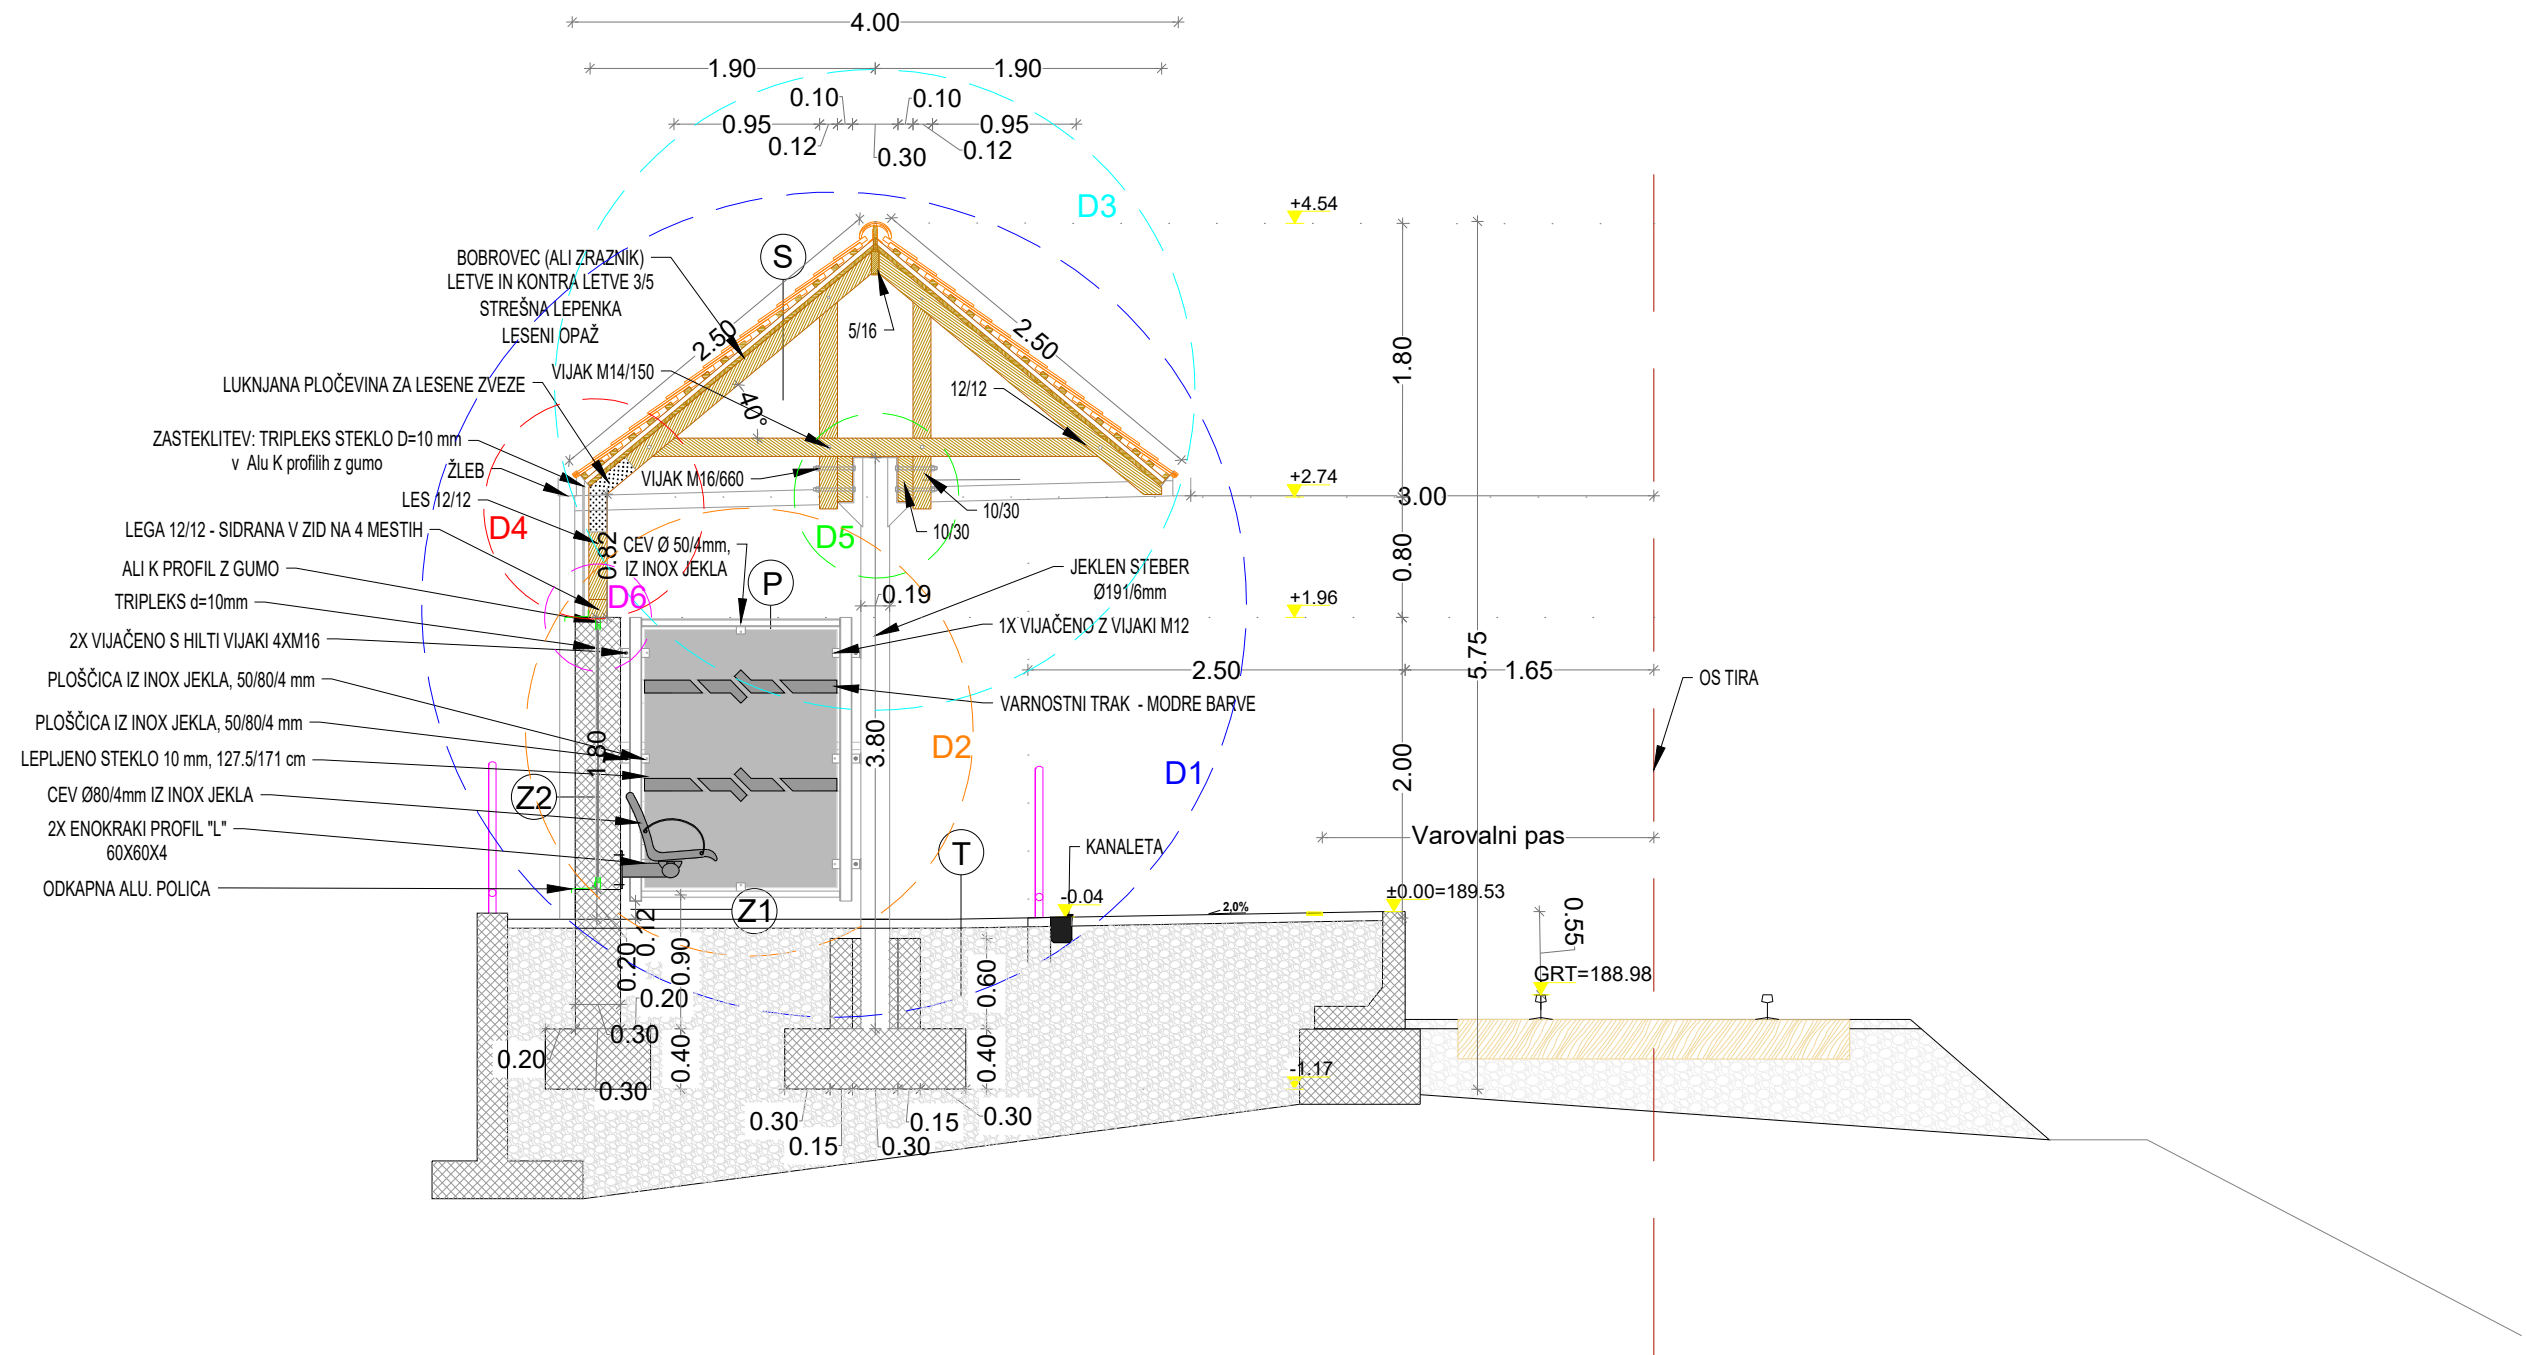 4.00
1.90
1.90
0.10
0.10
0.95
0.95
0.12
0.30
0.12
D3
+4.54
S
BOBROVEC (ALI ZRAZNIK)
LETVE IN KONTRA LETVE 3/5
STREŠNA LEPENKA
LESENI OPAŽ
2.50
5/16
2.50
1.80
VIJAK M14/150
LUKNJANA PLOČEVINA ZA LESENE ZVEZE
12/12
40°
ZASTEKLITEV: TRIPLEKS STEKLO D=10 mm
v Alu K profilih z gumo
ŽLEB
VIJAK M16/660
+2.74
3.00
LES 12/12
10/30
D4
LEGA 12/12 - SIDRANA V ZID NA 4 MESTIH
10/30
D5
0.82
CEV Ø 50/4mm,
IZ INOX JEKLA
0.80
ALI K PROFIL Z GUMO
P
JEKLEN STEBER
Ø191/6mm
D6
0.19
+1.96
TRIPLEKS d=10mm
1X VIJAČENO Z VIJAKI M12
2X VIJAČENO S HILTI VIJAKI 4XM16
5.75
2.50
1.65
OS TIRA
PLOŠČICA IZ INOX JEKLA, 50/80/4 mm
VARNOSTNI TRAK - MODRE BARVE
PLOŠČICA IZ INOX JEKLA, 50/80/4 mm
1.80
3.80
D2
D1
2.00
LEPLJENO STEKLO 10 mm, 127.5/171 cm
CEV Ø80/4mm IZ INOX JEKLA
Z2
2X ENOKRAKI PROFIL "L"
60X60X4
T
KANALETA
Varovalni pas
ODKAPNA ALU. POLICA
-0.04
±0.00=189.53
2,0%
Z1
0.12
0.55
0.20
0.90
0.60
GRT=188.98
0.20
0.30
0.20
0.40
0.40
-1.17
0.30
0.30
0.15
0.30
0.15
0.30